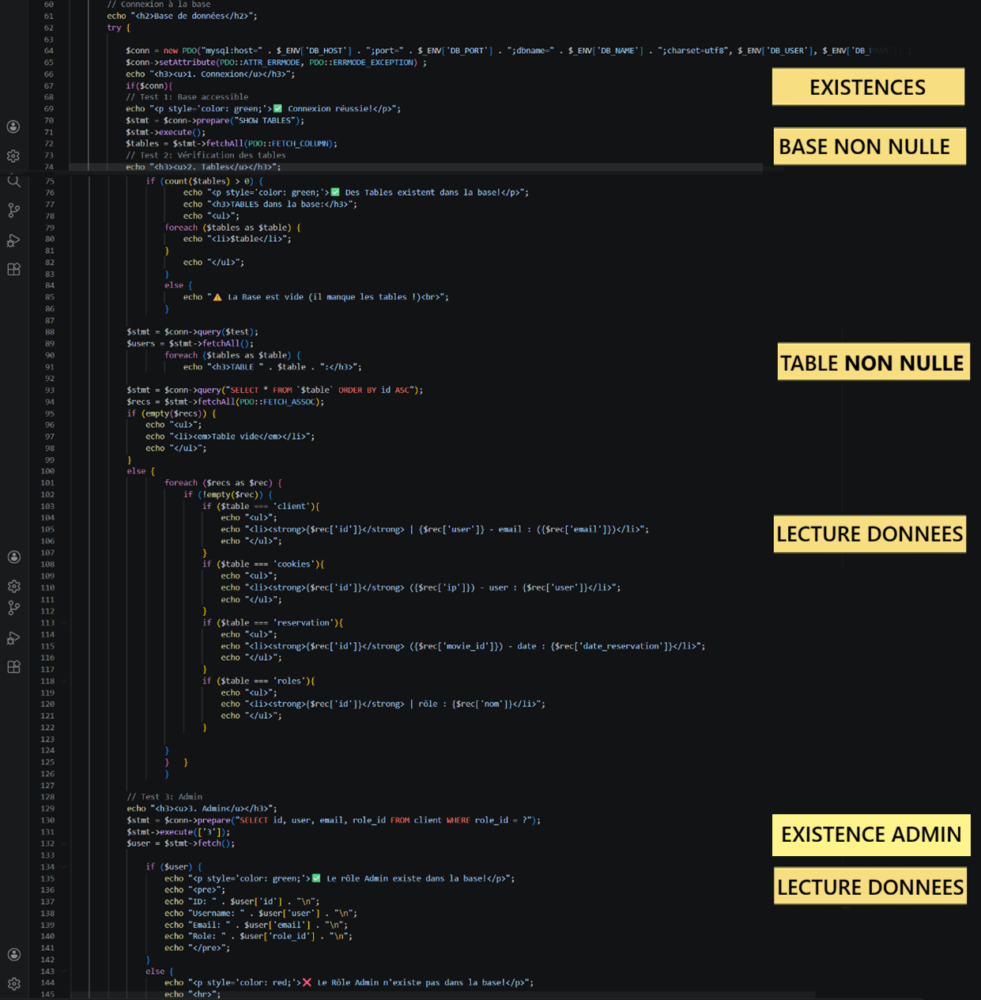 60 // Connexion à la base
61 echo "<h2>Base de données</h2>";
62 try {
63
64 $conn = new PDO("mysql:host=" . $_ENV['DB_HOST'] . ";port=" . $_ENV['DB_PORT'] . ";dbname=" . $_ENV['DB_NAME'] . ";charset=utf8", $_ENV['DB_USER'], $_ENV['DB_PASS']) ;
65 $conn->setAttribute(PDO::ATTR_ERRMODE, PDO::ERRMODE_EXCEPTION) ;
66 echo "<h3><u>1. Connexion</u></h3>";
67 if($conn){
EXISTENCES
68 // Test 1: Base accessible
69 echo "<p style='color: green;'>✅ Connexion réussie!</p>";
70 $stmt = $conn->prepare("SHOW TABLES");
71 $stmt->execute();
72 $tables = $stmt->fetchAll(PDO::FETCH_COLUMN);
BASE NON NULLE
73 // Test 2: Vérification des tables
74 echo "<h3><u>2. Tables</u></h3>";
75 if (count($tables) > 0) {
76 echo "<p style='color: green;'>✅ Des Tables existent dans la base!</p>";
77 echo "<h3>TABLES dans la base:</h3>";
78 echo "<ul>";
79 foreach ($tables as $table) {
80 echo "<li>$table</li>";
81 }
82 echo "</ul>";
83 }
84 else {
85 echo "⚠️ La Base est vide (il manque les tables !)<br>";
86 }
87
88 $stmt = $conn->query($test);
89 $users = $stmt->fetchAll();
90 foreach ($tables as $table) {
91 echo "<h3>TABLE " . $table . ":</h3>";
TABLE NON NULLE
92
93 $stmt = $conn->query("SELECT * FROM `$table` ORDER BY id ASC");
94 $recs = $stmt->fetchAll(PDO::FETCH_ASSOC);
95 if (empty($recs)) {
96 echo "<ul>";
97 echo "<li><em>Table vide</em></li>";
98 echo "</ul>";
99 }
100 else {
101 foreach ($recs as $rec) {
102 if (!empty($rec)) {
103 if ($table === 'client'){
104 echo "<ul>";
105 echo "<li><strong>{$rec['id']}</strong> | {$rec['user']} - email : ({$rec['email']})</li>";
LECTURE DONNEES
106 echo "</ul>";
107 }
108 if ($table === 'cookies'){
109 echo "<ul>";
110 echo "<li><strong>{$rec['id']}</strong> ({$rec['ip']}) - user : {$rec['user']}</li>";
111 echo "</ul>";
112 }
113 if ($table === 'reservation'){
114 echo "<ul>";
115 echo "<li><strong>{$rec['id']}</strong> ({$rec['movie_id']}) - date : {$rec['date_reservation']}</li>";
116 echo "</ul>";
117 }
118 if ($table === 'roles'){
119 echo "<ul>";
120 echo "<li><strong>{$rec['id']}</strong> | rôle : {$rec['nom']}</li>";
121 echo "</ul>";
122 }
123
124 }
125 } }
126 }
127
128 // Test 3: Admin
129 echo "<h3><u>3. Admin</u></h3>";
130 $stmt = $conn->prepare("SELECT id, user, email, role_id FROM client WHERE role_id = ?");
131 $stmt->execute(['3']);
EXISTENCE ADMIN
132 $user = $stmt->fetch();
133
134 if ($user) {
135 echo "<p style='color: green;'>✅ Le rôle Admin existe dans la base!</p>";
LECTURE DONNEES
136 echo "<pre>";
137 echo "ID: " . $user['id'] . "\n";
138 echo "Username: " . $user['user'] . "\n";
139 echo "Email: " . $user['email'] . "\n";
140 echo "Role: " . $user['role_id'] . "\n";
141 echo "</pre>";
142 }
143 else {
144 echo "<p style='color: red;'>❌ Le Rôle Admin n'existe pas dans la base!</p>";
145 echo "<hr>";